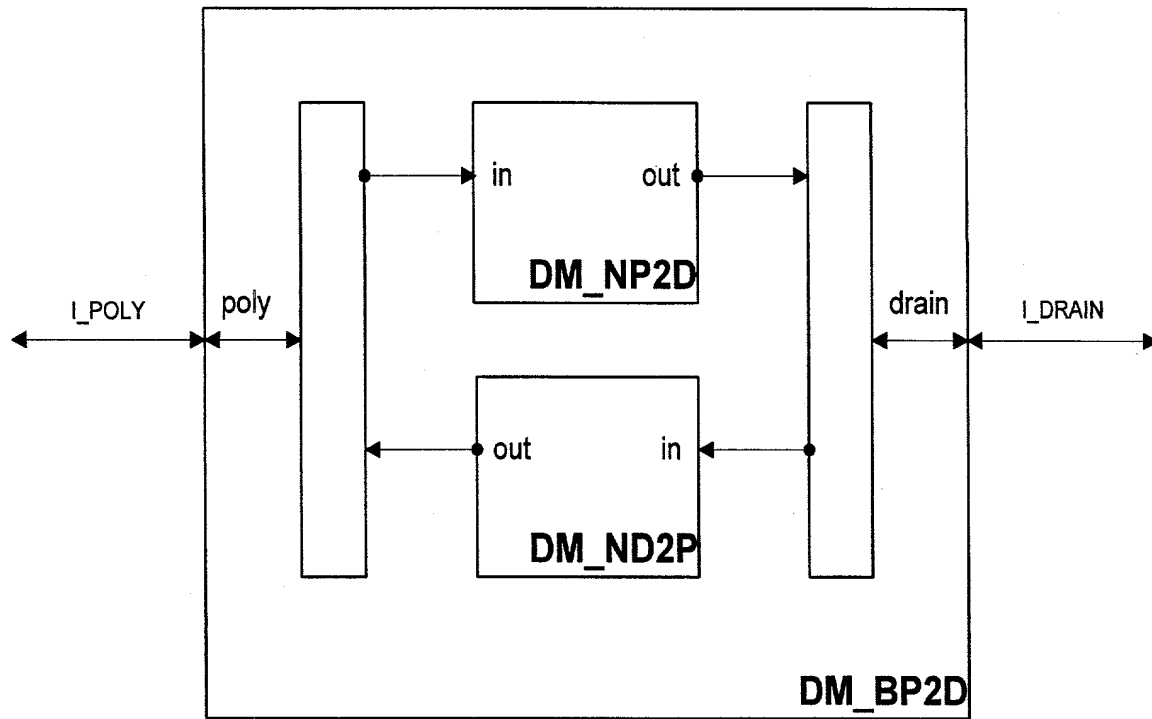 in out
DM_NP2D
I_POLY poly drain I_DRAIN
out in
DM_ND2P
DM_BP2D